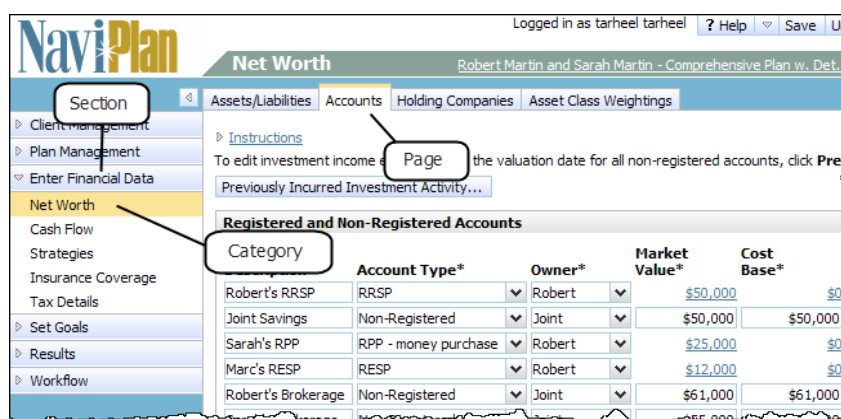 Logged in as tarheel tarheel ? Help Save U
NaviPlan
Net Worth Robert Martin and Sarah Martin - Comprehensive Plan w. Det.
Section
Assets/Liabilities Accounts Holding Companies Asset Class Weightings
Client Management
Instructions
Plan Management
To edit investment income e Page the valuation date for all non-registered accounts, click Pre
Enter Financial Data
Previously Incurred Investment Activity...
Net Worth
Registered and Non-Registered Accounts
Cash Flow
Category
Strategies
Insurance Coverage
Tax Details
Set Goals
Results
Workflow
Account Type* Owner* Market Value* Cost Base*
Robert's RRSP RRSP Robert $50,000 $0
Joint Savings Non-Registered Joint $50,000 $50,000
Sarah's RPP RPP - money purchase Robert $25,000 $0
Marc's RESP RESP Robert $12,000 $0
Robert's Brokerage Non-Registered Joint $61,000 $61,000